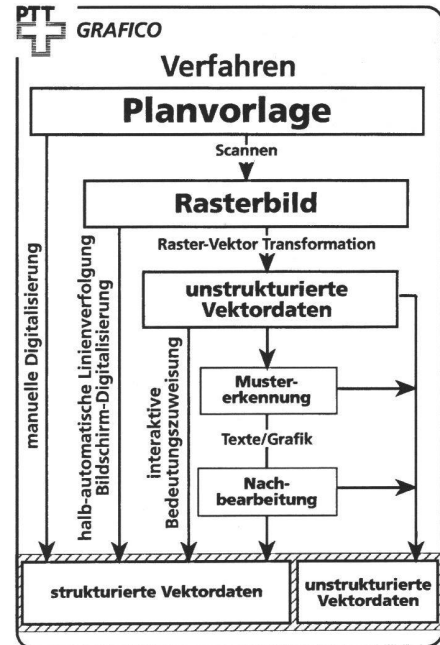 PTT
GRAFICO
Verfahren
Planvorlage
Scannen
Rasterbild
Raster-Vektor Transformation
unstrukturierte
Vektordaten
manuelle Digitalisierung
halb-automatische Linienverfolgung
Bildschirm-Digitalisierung
interaktive
Bedeutungszuweisung
Muster-
erkennung
Texte/Grafik
Nach-
bearbeitung
strukturierte Vektordaten
unstrukturierte
Vektordaten